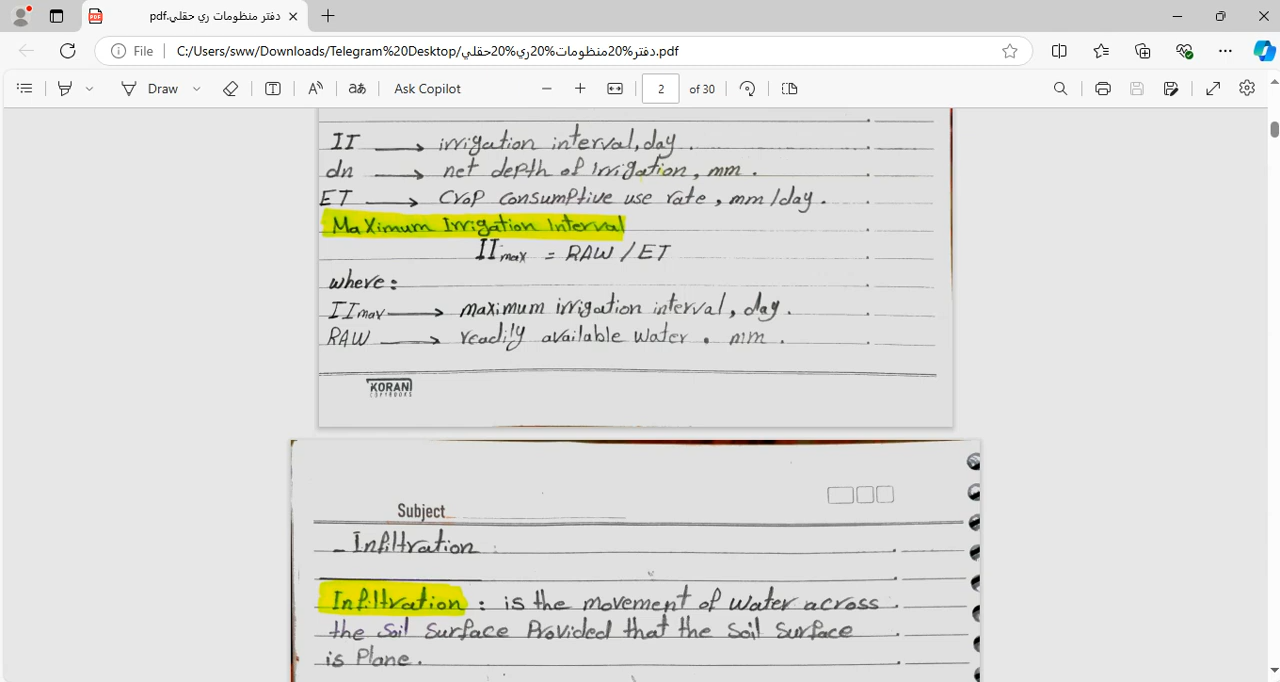 دفتر منظومات ري حقلي.pdf
File
C:/Users/sww/Downloads/Telegram%20Desktop/دفتر%20منظومات%20ري%20حقلي.pdf
Draw
aあ
Ask Copilot
2 of 30
II → irrigation interval, day.
dn → net depth of irrigation, mm.
ET → Crop consumptive use rate, mm/day.
Maximum Irrigation Interval
IImax = RAW / ET
where:
IImax → maximum irrigation interval, day.
RAW → readily available water. mm.
KORAN
COPYBOOKS
Subject
- Infiltration
Infiltration : is the movement of water across
the soil surface Provided that the soil surface
is Plane.